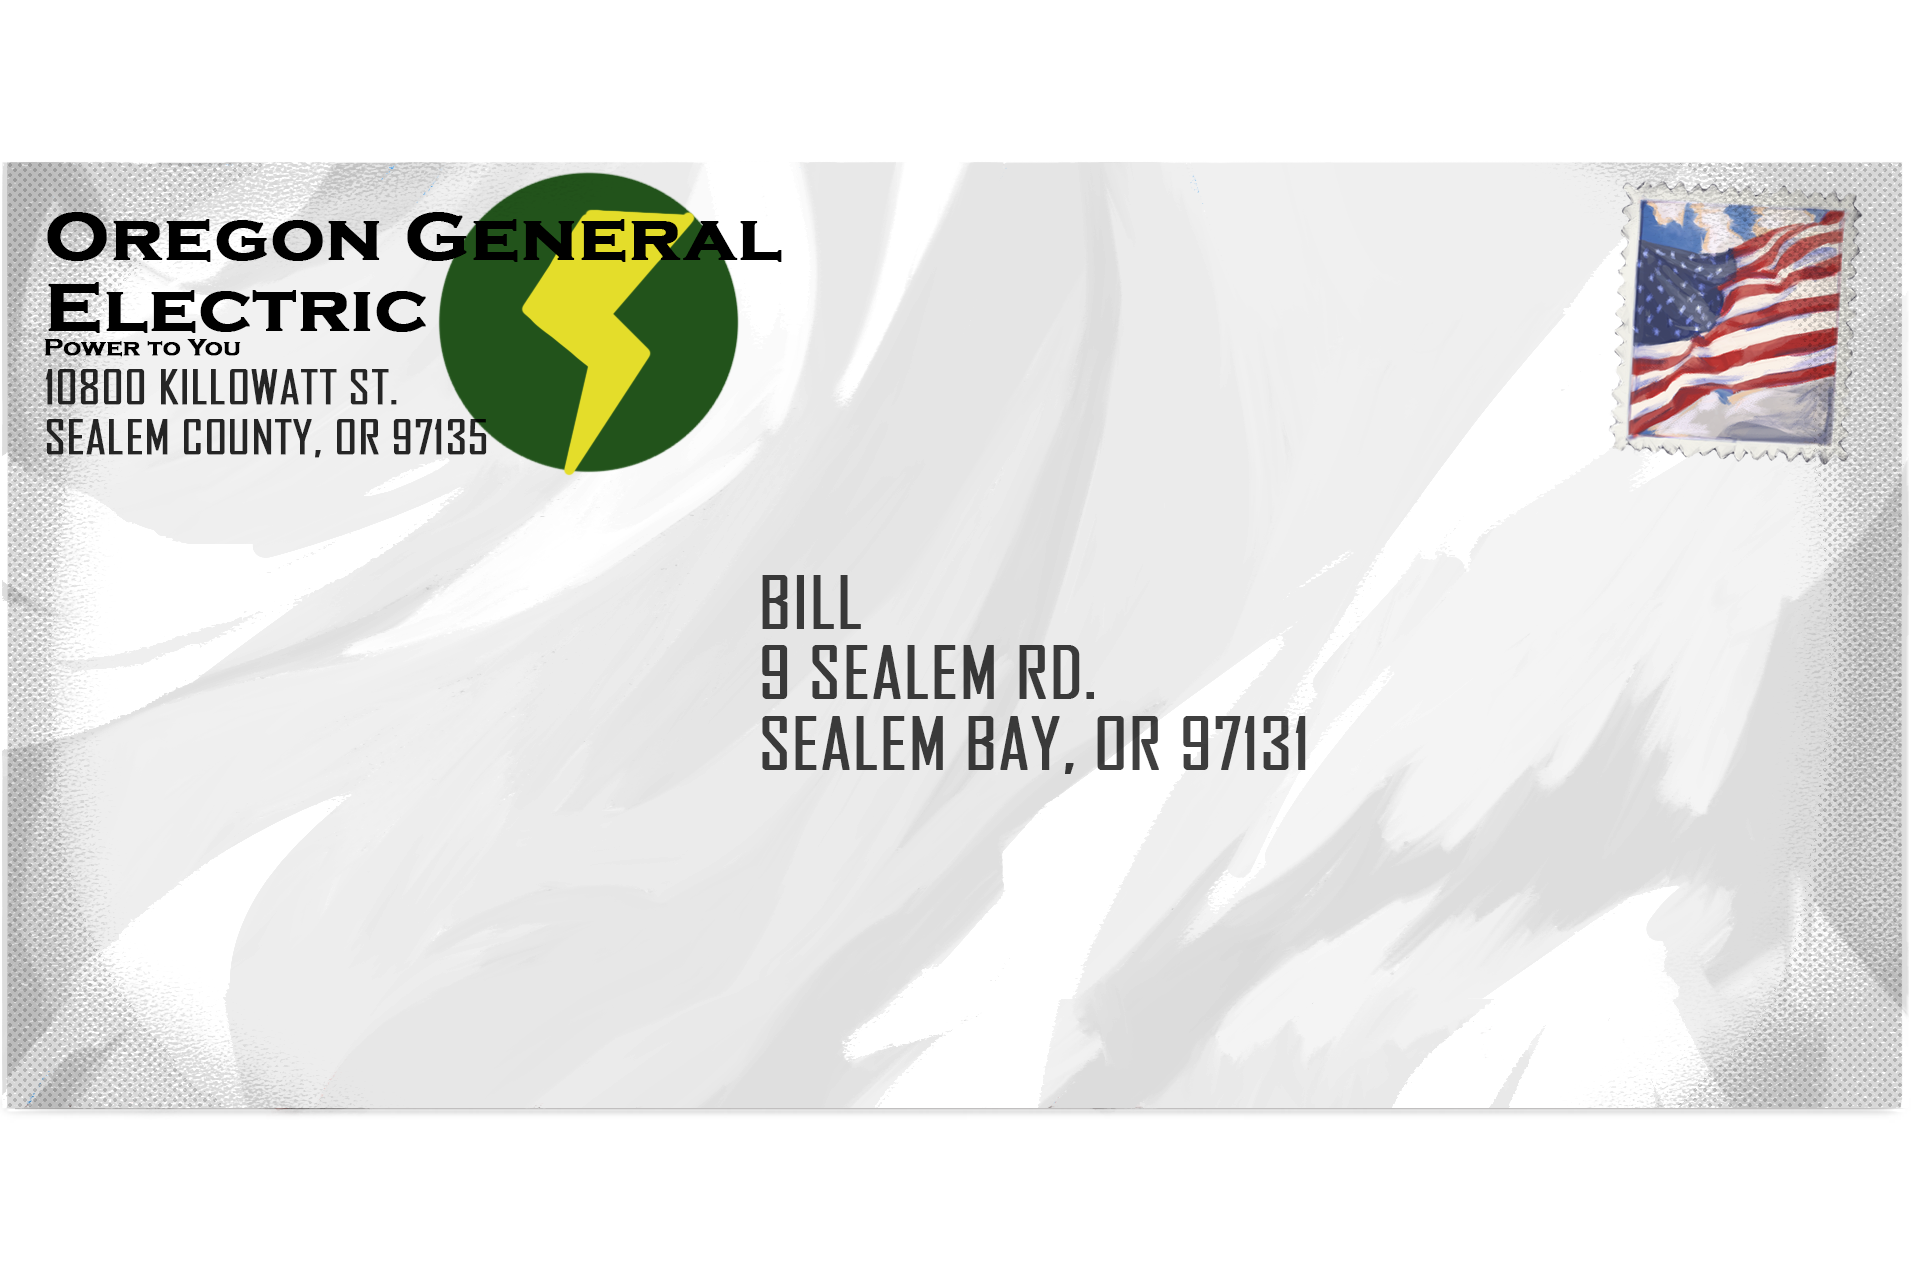 OREGON GENERAL
ELECTRIC
POWER TO YOU
10800 KILLOWATT ST.
SEALEM COUNTY, OR 97135
BILL
9 SEALEM RD.
SEALEM BAY, OR 97131